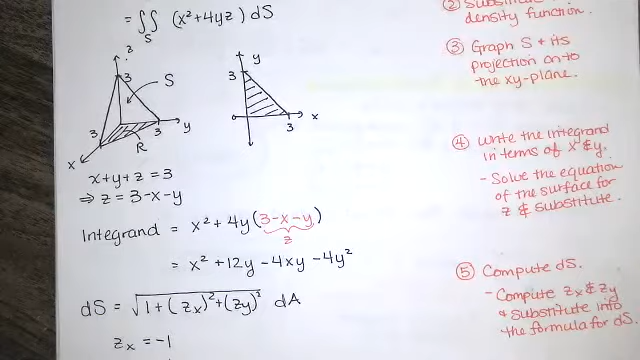 = ∬ₛ (x² + 4yz) dS
z
3
S
3
3
y
R
x
y
3
3
x
x+y+z = 3
⇒ z = 3-x-y
Integrand = x² + 4y(3-x-y)
z
= x² + 12y - 4xy - 4y²
dS = √(1+(zₓ)²+(zᵧ)²) dA
zₓ = -1
②
density function.
③ Graph S & its
projection onto
the xy-plane.
④ Write the integrand
in terms of x & y.
- Solve the equation
of the surface for
z & substitute.
⑤ Compute dS.
- Compute zₓ & zᵧ
& substitute into
the formula for dS.